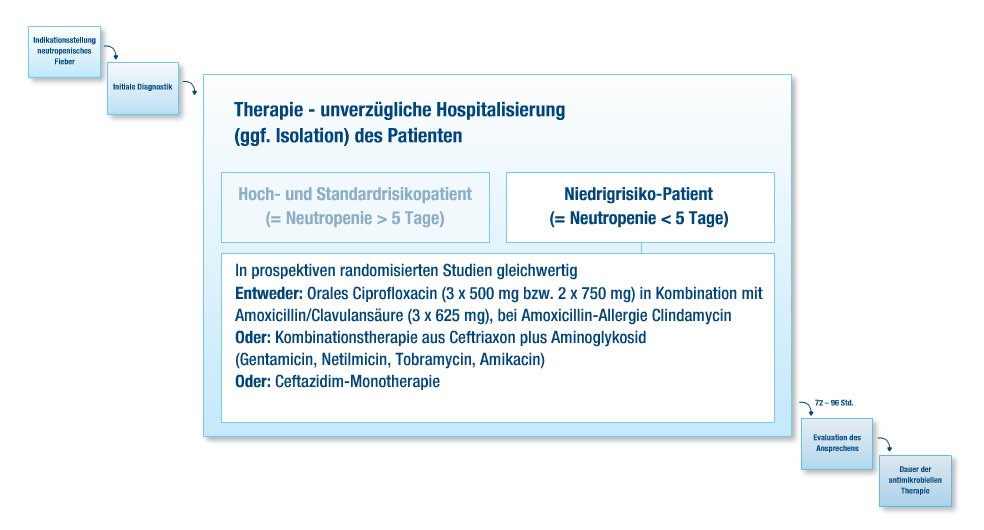 Indikationsstellung
neutropenisches
Fieber
Initiale Diagnostik
Therapie - unverzügliche Hospitalisierung
(ggf. Isolation) des Patienten
Hoch- und Standardrisikopatient
(= Neutropenie > 5 Tage)
Niedrigrisiko-Patient
(= Neutropenie < 5 Tage)
In prospektiven randomisierten Studien gleichwertig
Entweder: Orales Ciprofloxacin (3 x 500 mg bzw. 2 x 750 mg) in Kombination mit
Amoxicillin/Clavulansäure (3 x 625 mg), bei Amoxicillin-Allergie Clindamycin
Oder: Kombinationstherapie aus Ceftriaxon plus Aminoglykosid
(Gentamicin, Netilmicin, Tobramycin, Amikacin)
Oder: Ceftazidim-Monotherapie
72 – 96 Std.
Evaluation des
Ansprechens
Dauer der
antimikrobiellen
Therapie